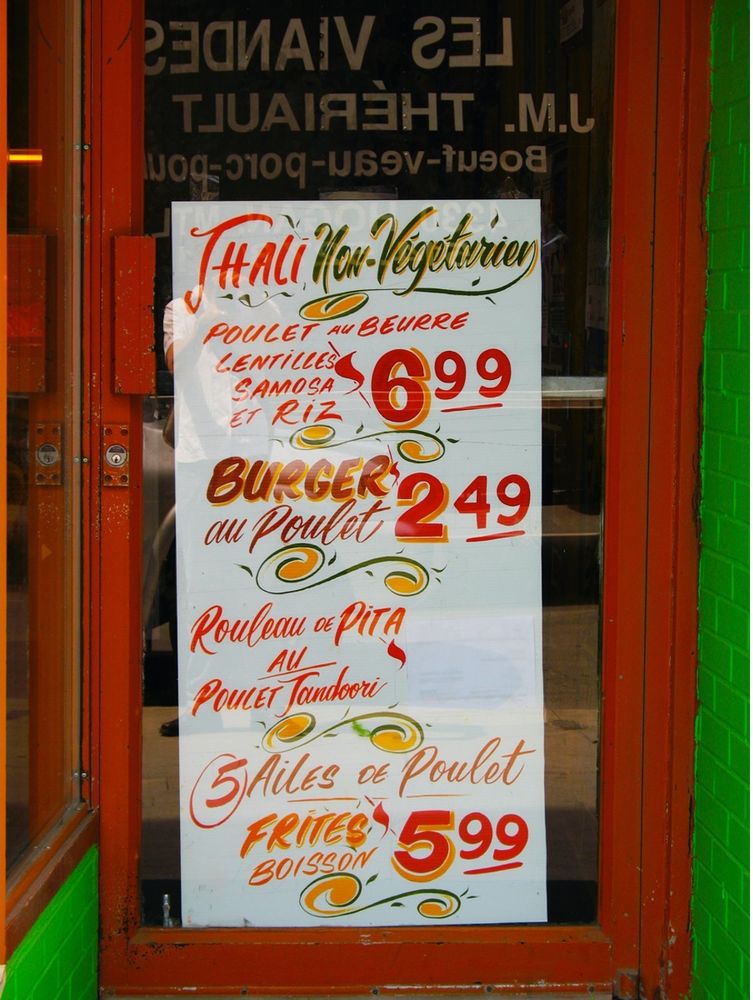 LES VIANDES
J.M. THÉRIAULT
Boeuf-veau-porc-
THALI Non-Végétarien
POULET AU BEURRE
LENTILLES
SAMOSA
ET RIZ
6 99
BURGER
au Poulet
2 49
Rouleau de PITA
AU
POULET Tandoori
5 AILES DE Poulet
FRITES
BOISSON
5 99